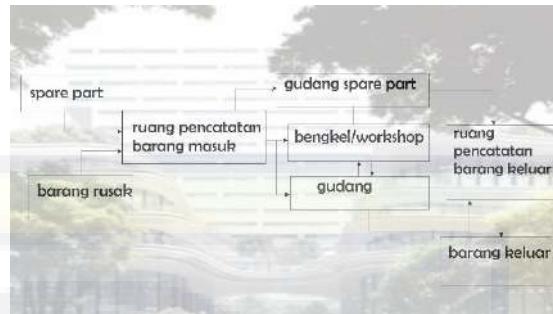 spare part
gudang spare part
ruang pencatatan
barang masuk
bengkel/workshop
ruang
pencatatan
barang keluar
barang rusak
gudang
barang keluar